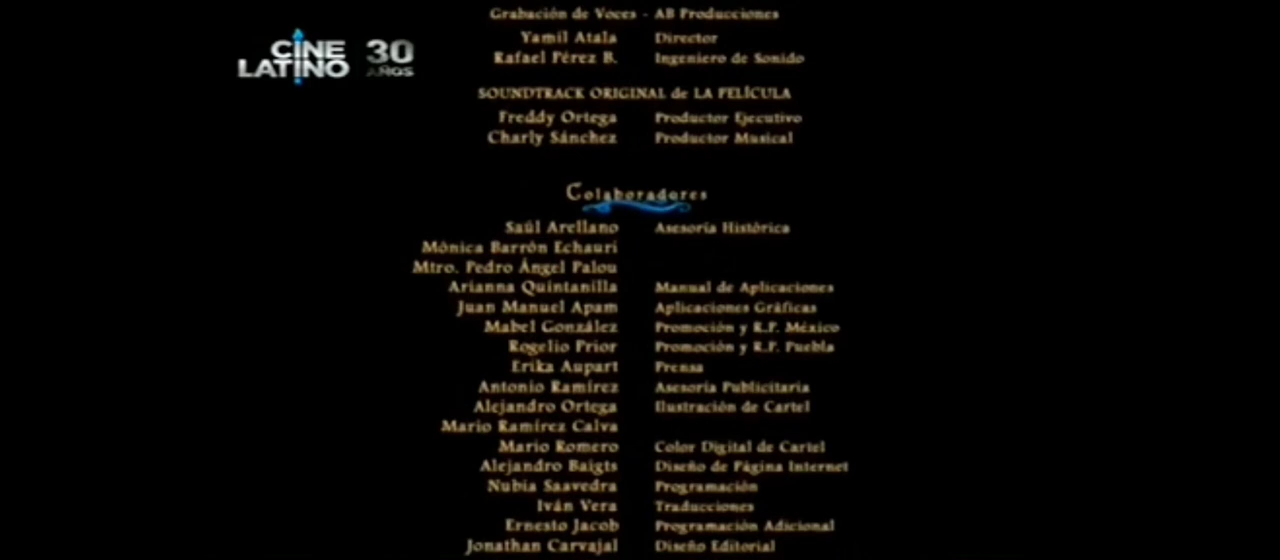 Grabación de Voces - AB Producciones
CINE LATINO 30 AÑOS
Yamil Atala Director
Rafael Pérez B. Ingeniero de Sonido
SOUNDTRACK ORIGINAL de LA PELÍCULA
Freddy Ortega Productor Ejecutivo
Charly Sánchez Productor Musical
Colaboradores
Saúl Arellano Asesoría Histórica
Mónica Barrón Echauri
Mtro. Pedro Ángel Palou
Arianna Quintanilla Manual de Aplicaciones
Juan Manuel Apam Aplicaciones Gráficas
Mabel González Promoción y R.P. México
Rogelio Prior Promoción y R.P. Puebla
Erika Aupart Prensa
Antonio Ramírez Asesoría Publicitaria
Alejandro Ortega Ilustración de Cartel
Mario Ramírez Calva
Mario Romero Color Digital de Cartel
Alejandro Baigts Diseño de Página Internet
Nubia Saavedra Programación
Iván Vera Traducciones
Ernesto Jacob Programación Adicional
Jonathan Carvajal Diseño Editorial